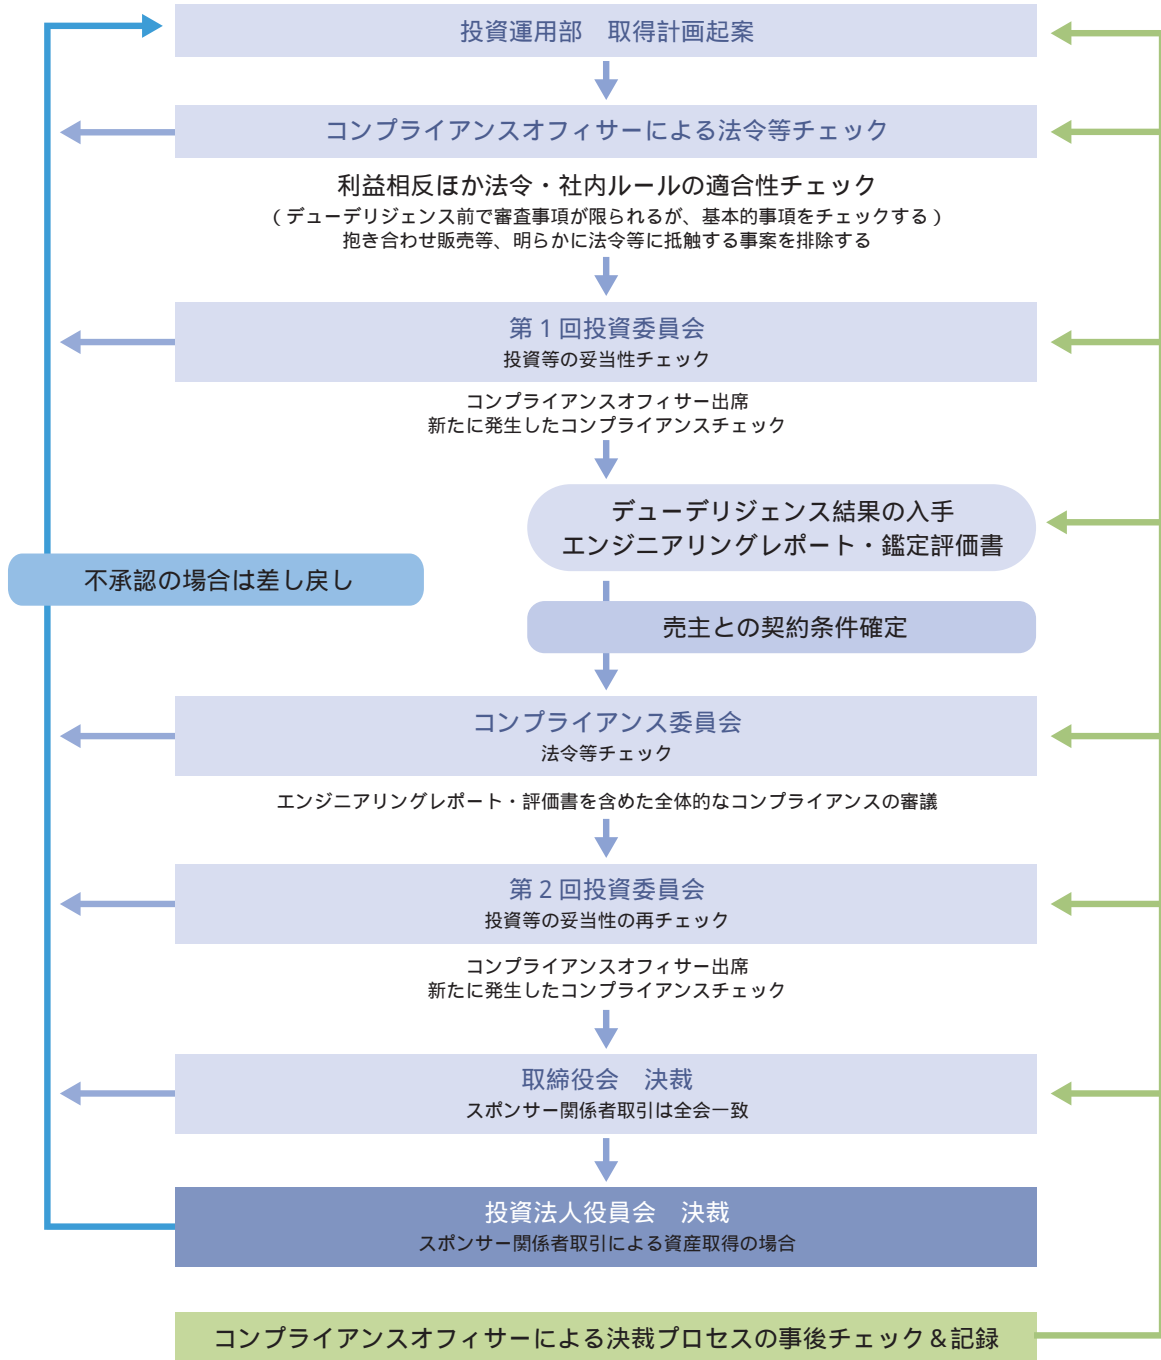 投資運用部　取得計画起案
コンプライアンスオフィサーによる法令等チェック
利益相反ほか法令・社内ルールの適合性チェック
（デューデリジェンス前で審査事項が限られるが、基本的事項をチェックする）
抱き合わせ販売等、明らかに法令等に抵触する事案を排除する
第1回投資委員会
投資等の妥当性チェック
コンプライアンスオフィサー出席
新たに発生したコンプライアンスチェック
デューデリジェンス結果の入手
エンジニアリングレポート・鑑定評価書
不承認の場合は差し戻し
売主との契約条件確定
コンプライアンス委員会
法令等チェック
エンジニアリングレポート・評価書を含めた全体的なコンプライアンスの審議
第2回投資委員会
投資等の妥当性の再チェック
コンプライアンスオフィサー出席
新たに発生したコンプライアンスチェック
取締役会　決裁
スポンサー関係者取引は全会一致
投資法人役員会　決裁
スポンサー関係者取引による資産取得の場合
コンプライアンスオフィサーによる決裁プロセスの事後チェック＆記録